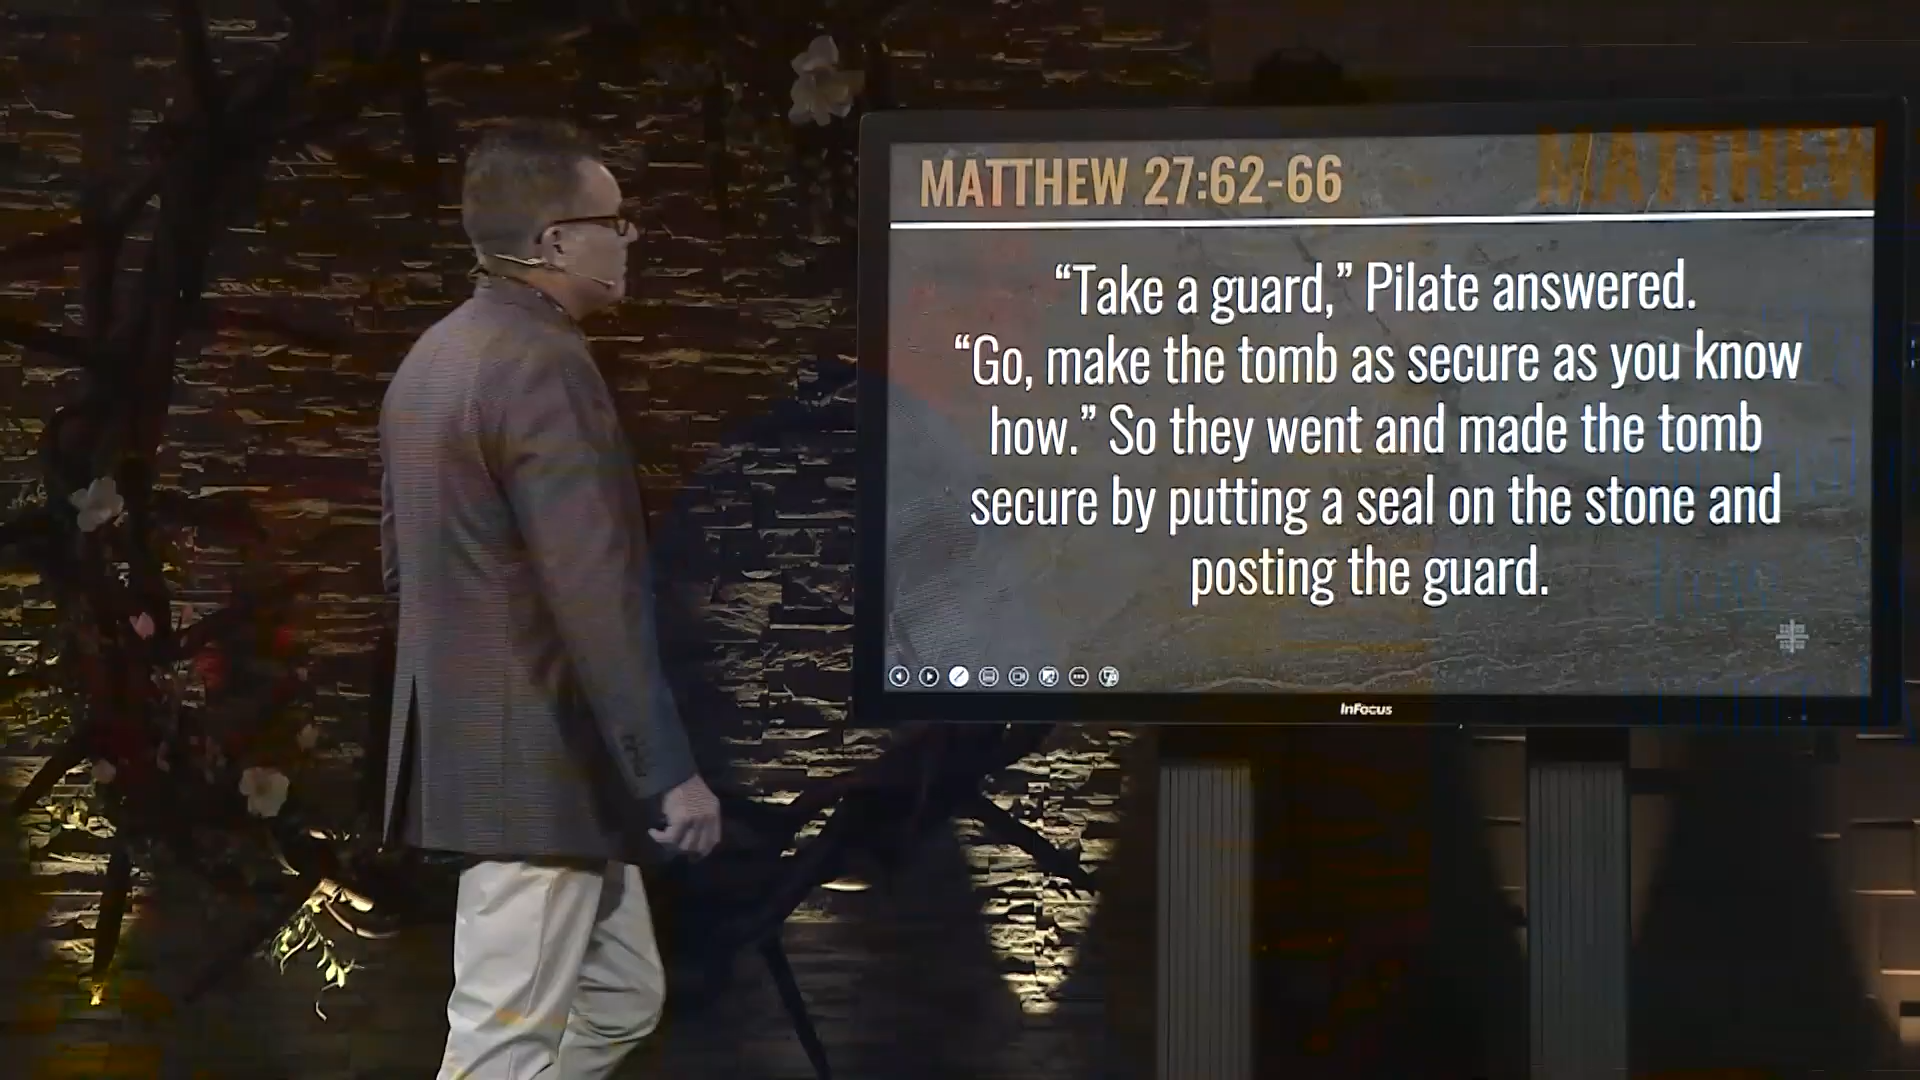 MATTHEW 27:62-66
MATTHEW
“Take a guard,” Pilate answered.
“Go, make the tomb as secure as you know
how.” So they went and made the tomb
secure by putting a seal on the stone and
posting the guard.
InFocus